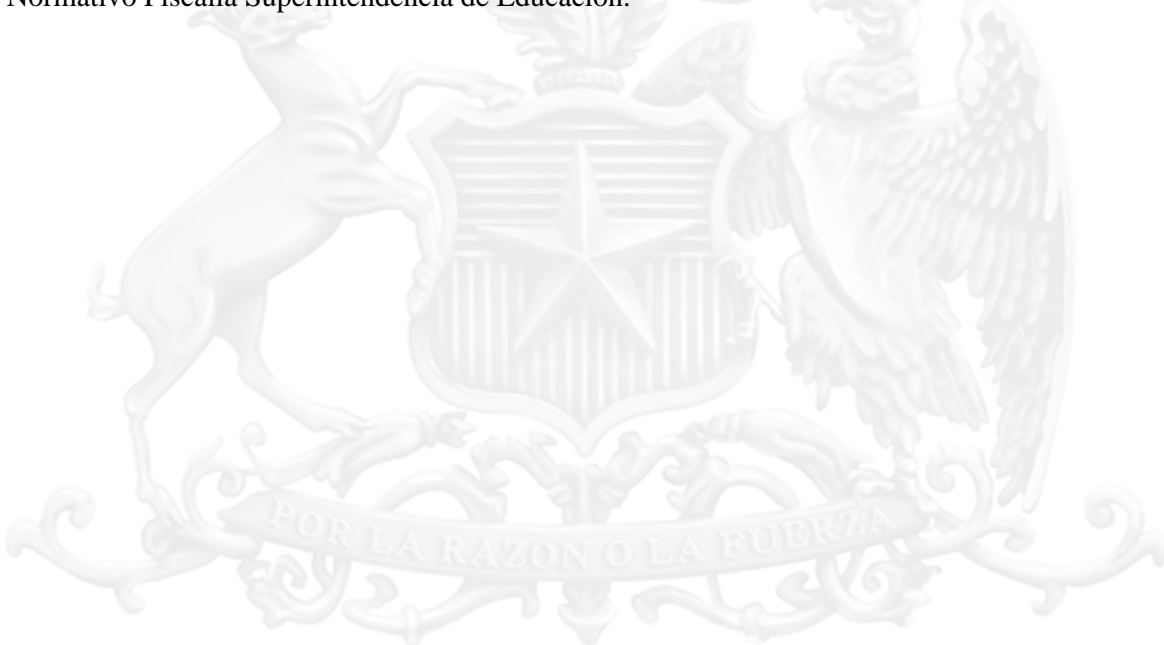 Normativo Fiscalía Superintendencia de Educación.
POR LA RAZON O LA FUERZA